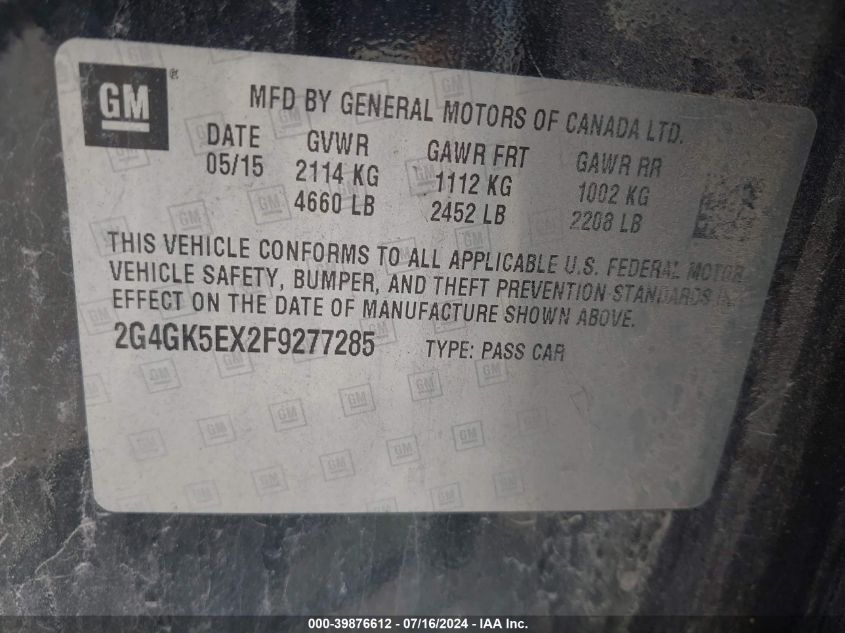 GM ®
MFD BY GENERAL MOTORS OF CANADA LTD.
DATE GVWR GAWR FRT GAWR RR
05/15 2114 KG 1112 KG 1002 KG
4660 LB 2452 LB 2208 LB
THIS VEHICLE CONFORMS TO ALL APPLICABLE U.S. FEDERAL MOTOR
VEHICLE SAFETY, BUMPER, AND THEFT PREVENTION STANDARDS IN
EFFECT ON THE DATE OF MANUFACTURE SHOWN ABOVE.
2G4GK5EX2F9277285 TYPE: PASS CAR
000-39876612 - 07/16/2024 - IAA Inc.